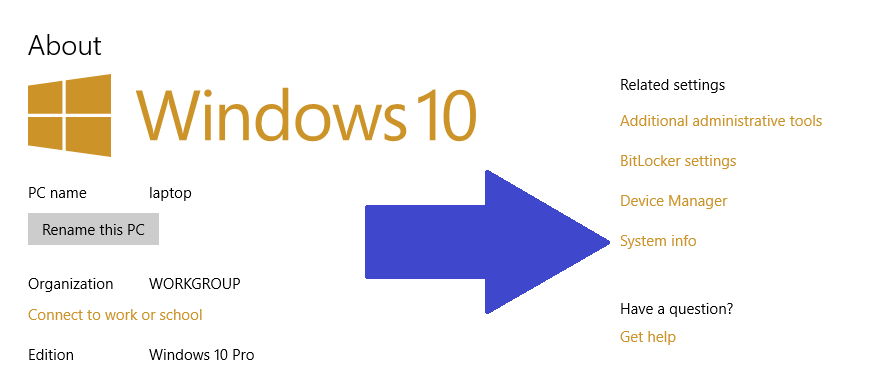 About
Windows 10
PC name laptop
Rename this PC
Organization WORKGROUP
Connect to work or school
Edition Windows 10 Pro
Related settings
Additional administrative tools
BitLocker settings
Device Manager
System info
Have a question?
Get help